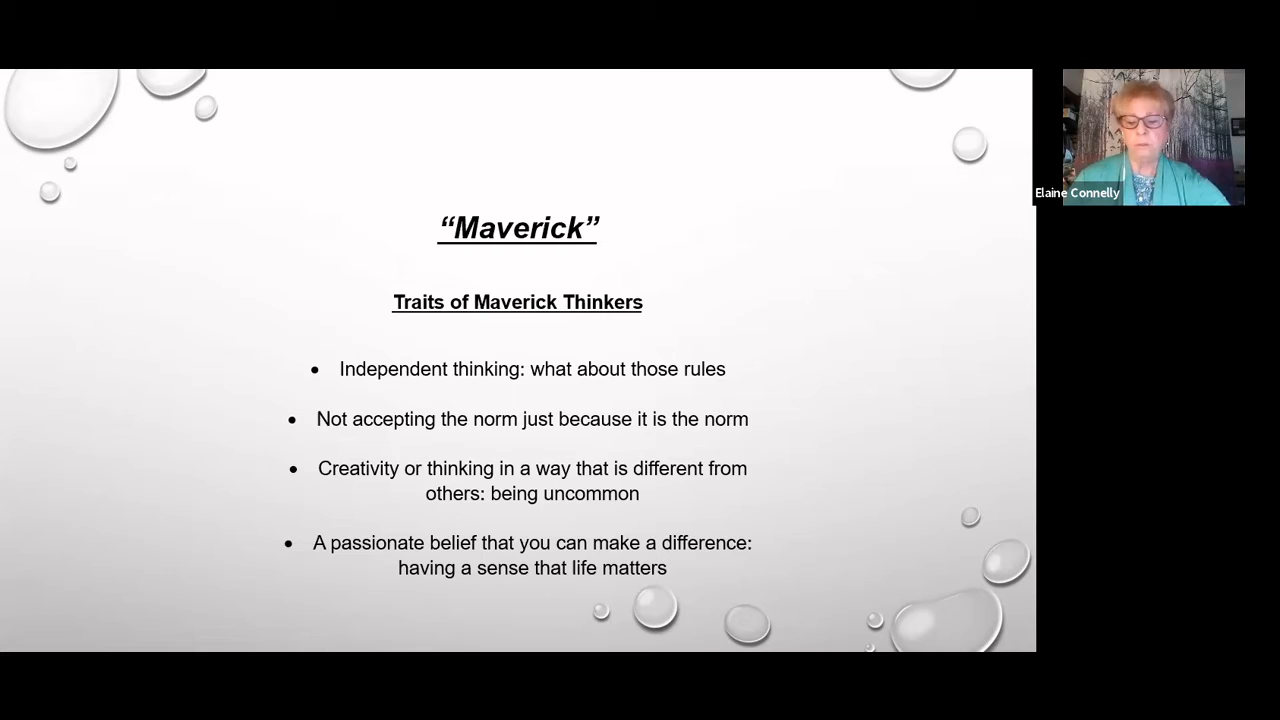 “Maverick”
Traits of Maverick Thinkers
• Independent thinking: what about those rules
• Not accepting the norm just because it is the norm
• Creativity or thinking in a way that is different from
others: being uncommon
• A passionate belief that you can make a difference:
having a sense that life matters
Elaine Connelly